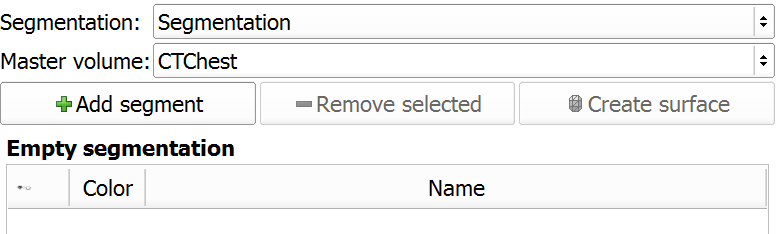 Segmentation: Segmentation
Master volume: CTChest
Add segment Remove selected Create surface
Empty segmentation
Color Name